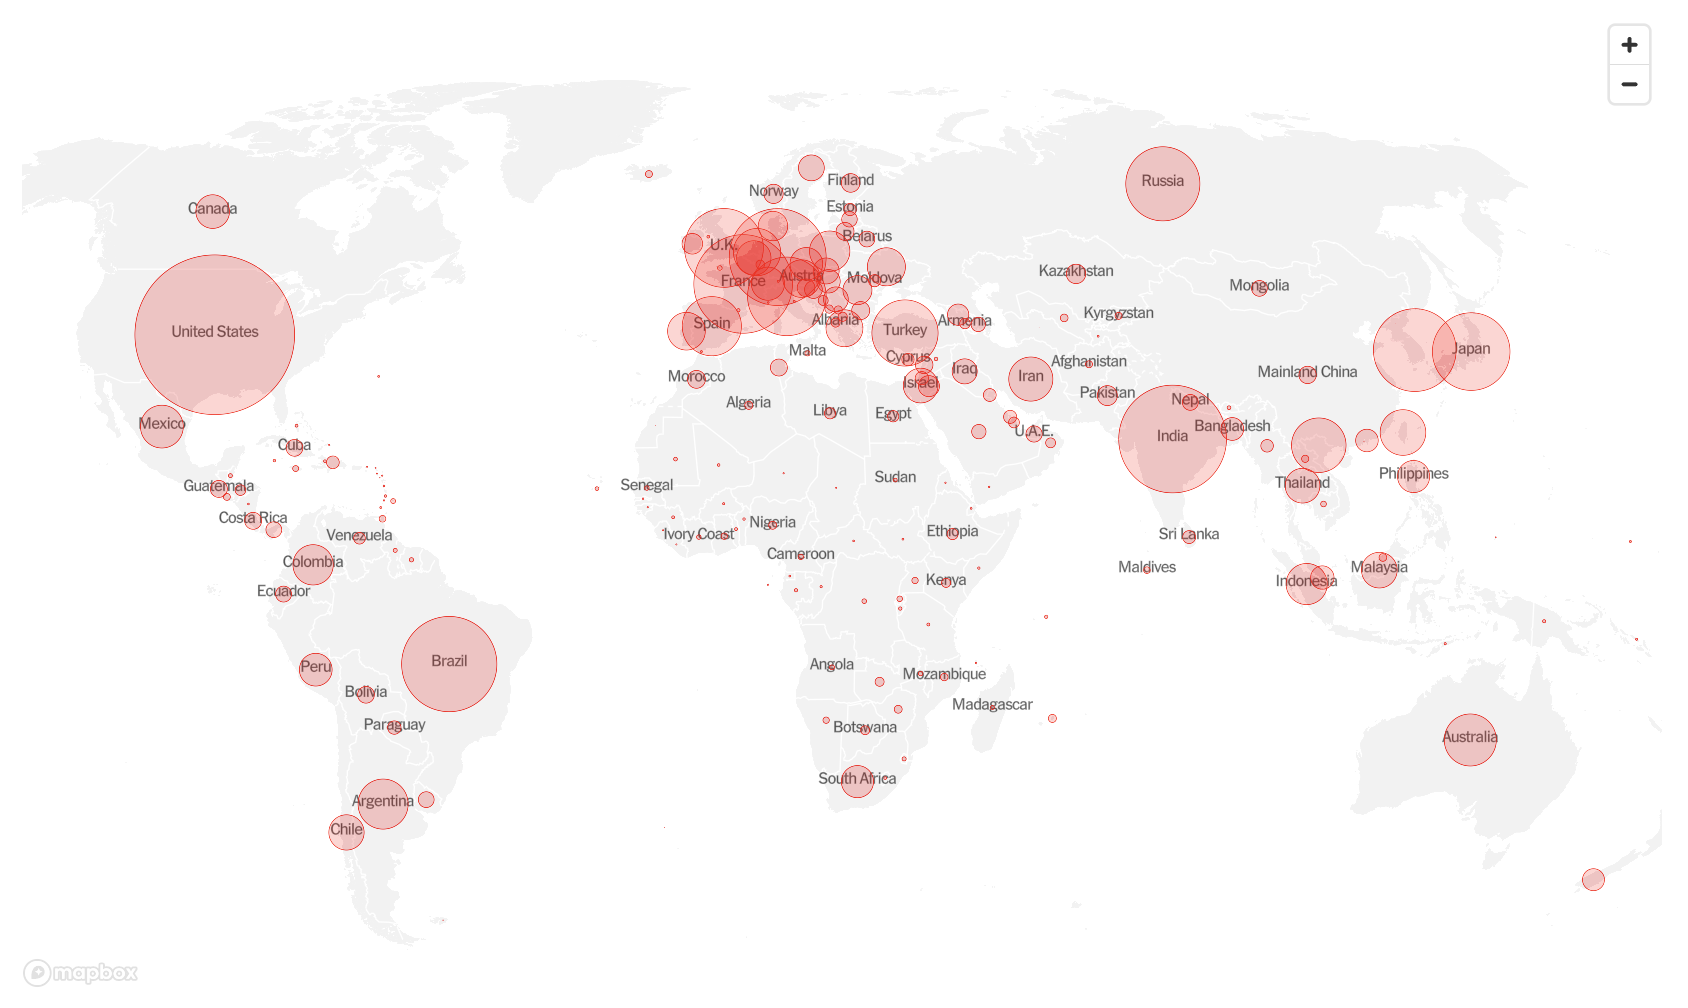 +
−
Russia
Finland
Norway
Canada
Estonia
Belarus
U.K.
Kazakhstan
Austria
Moldova
France
Mongolia
Kyrgyzstan
Albania
Armenia
Spain
United States
Turkey
Malta
Japan
Cyprus
Afghanistan
Iraq
Mainland China
Morocco
Iran
Israel
Pakistan
Nepal
Algeria
Libya
Egypt
Mexico
Bangladesh
U.A.E.
India
Cuba
Philippines
Sudan
Thailand
Guatemala
Senegal
Costa Rica
Nigeria
Ethiopia
Venezuela
Ivory Coast
Sri Lanka
Cameroon
Colombia
Maldives
Malaysia
Kenya
Indonesia
Ecuador
Brazil
Angola
Peru
Mozambique
Bolivia
Madagascar
Paraguay
Botswana
Australia
South Africa
Argentina
Chile
mapbox